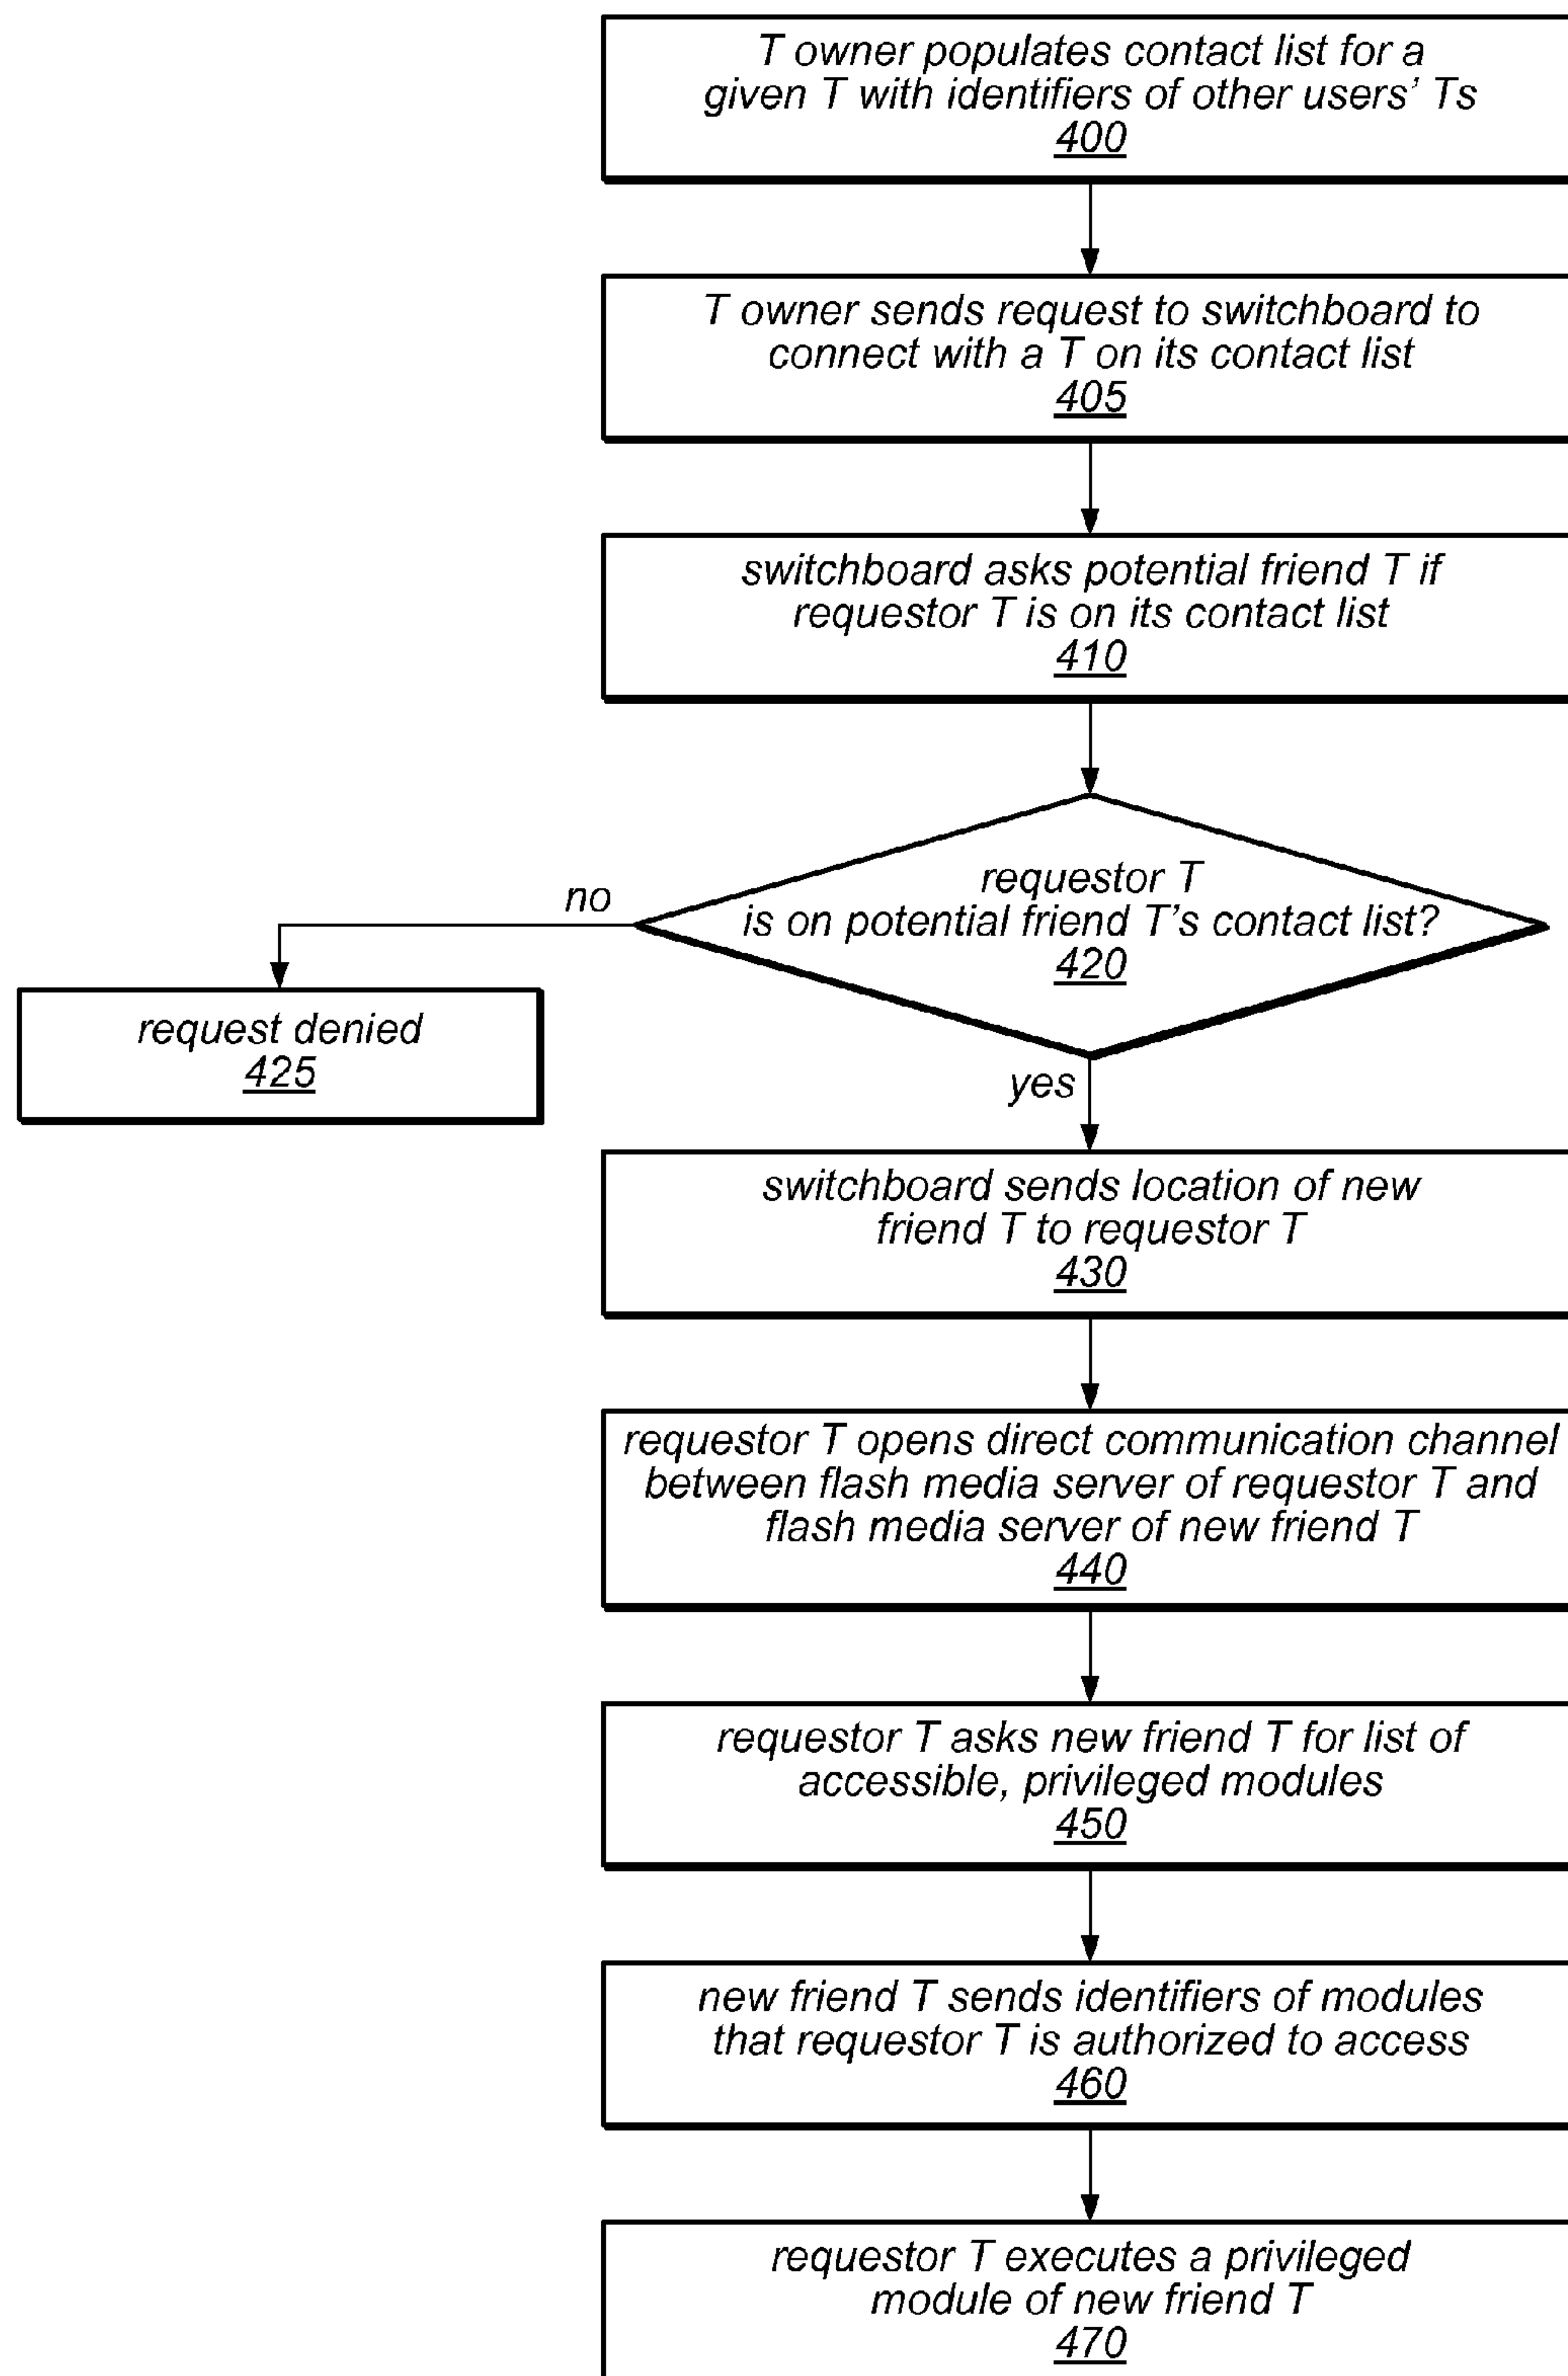 T owner populates contact list for a
given T with identifiers of other users’ Ts
400
T owner sends request to switchboard to
connect with a T on its contact list
405
switchboard asks potential friend T if
requestor T is on its contact list
410
requestor T
is on potential friend T’s contact list?
420
no
request denied
425
yes
switchboard sends location of new
friend T to requestor T
430
requestor T opens direct communication channel
between flash media server of requestor T and
flash media server of new friend T
440
requestor T asks new friend T for list of
accessible, privileged modules
450
new friend T sends identifiers of modules
that requestor T is authorized to access
460
requestor T executes a privileged
module of new friend T
470